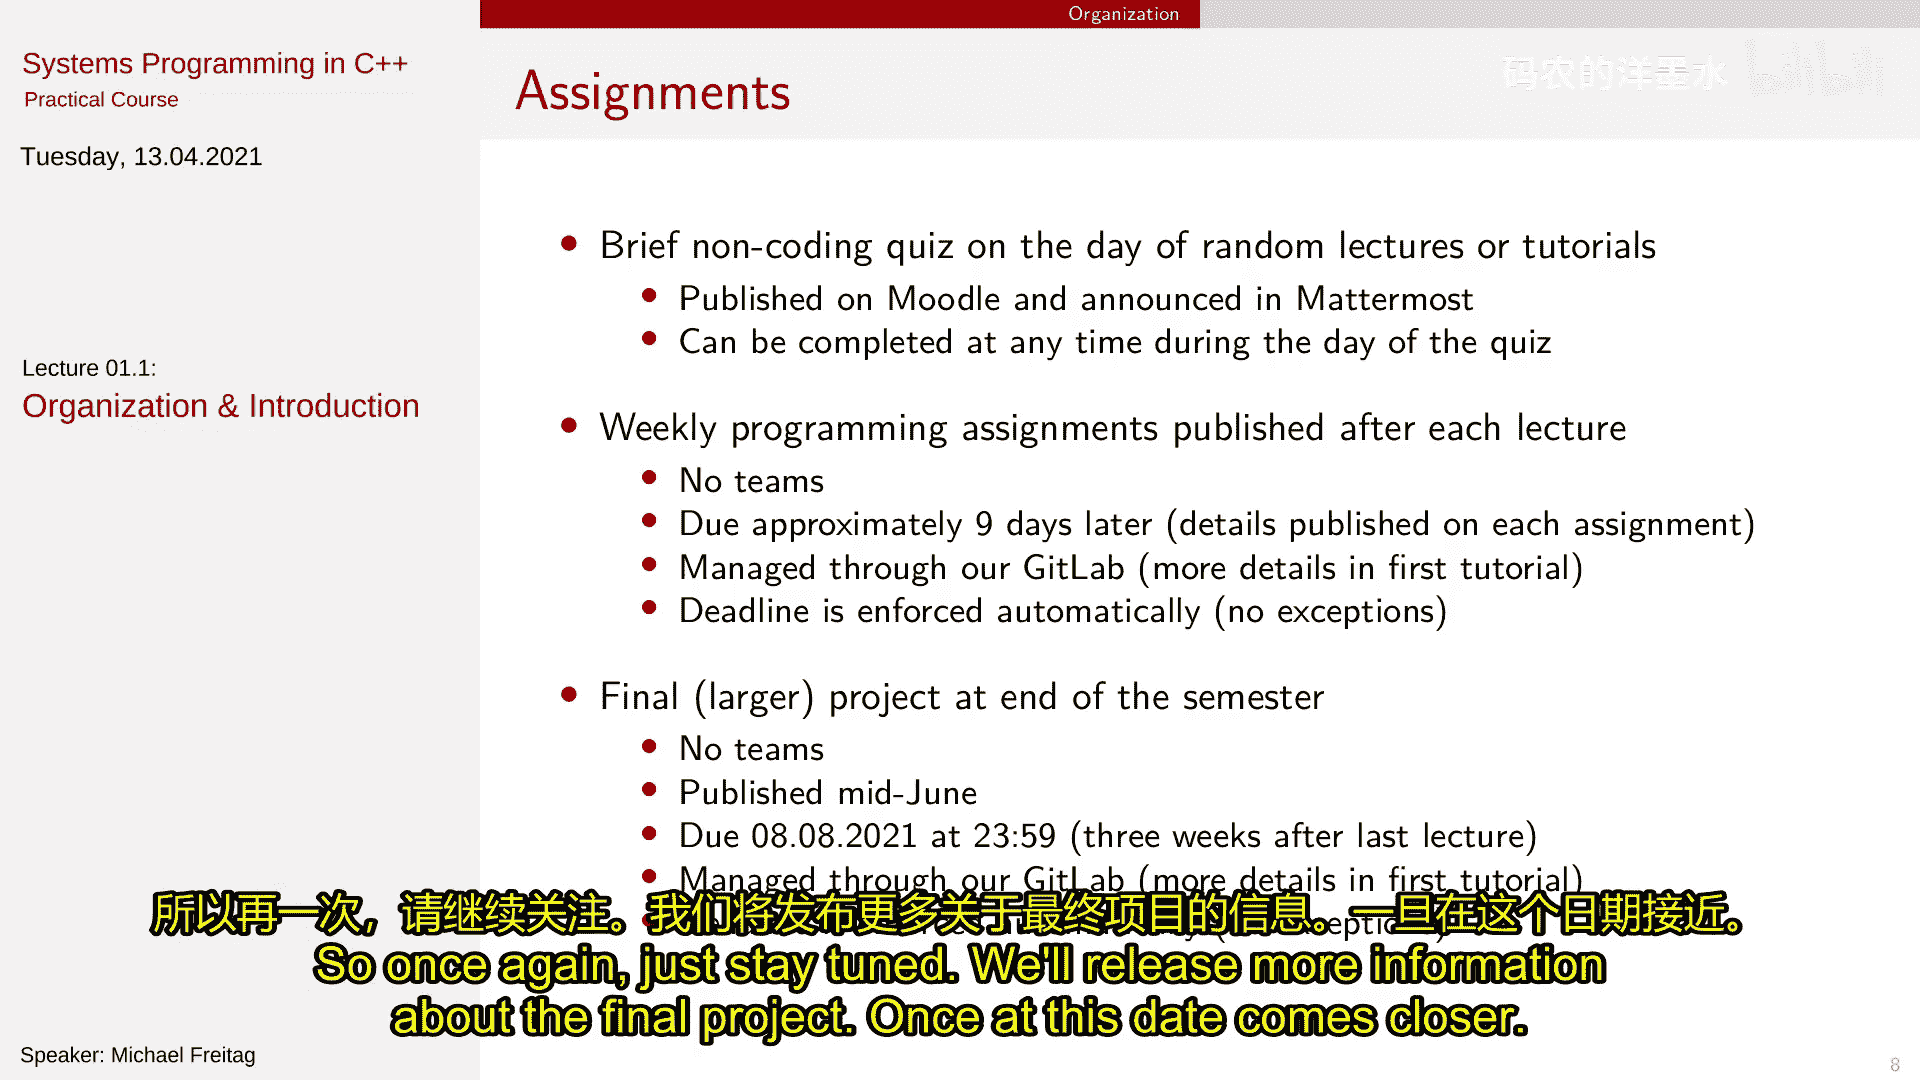 Organization
Systems Programming in C++
Practical Course
Tuesday, 13.04.2021
Lecture 01.1:
Organization & Introduction
Speaker: Michael Freitag
码农的洋墨水 bilibili
Assignments
Brief non-coding quiz on the day of random lectures or tutorials
Published on Moodle and announced in Mattermost
Can be completed at any time during the day of the quiz
Weekly programming assignments published after each lecture
No teams
Due approximately 9 days later (details published on each assignment)
Managed through our GitLab (more details in first tutorial)
Deadline is enforced automatically (no exceptions)
Final (larger) project at end of the semester
No teams
Published mid-June
Due 08.08.2021 at 23:59 (three weeks after last lecture)
Managed through our GitLab (more details in first tutorial)
所以再一次，请继续关注。我们将发布更多关于最终项目的信息。一旦在这个日期接近。
So once again, just stay tuned. We'll release more information
about the final project. Once at this date comes closer.
8